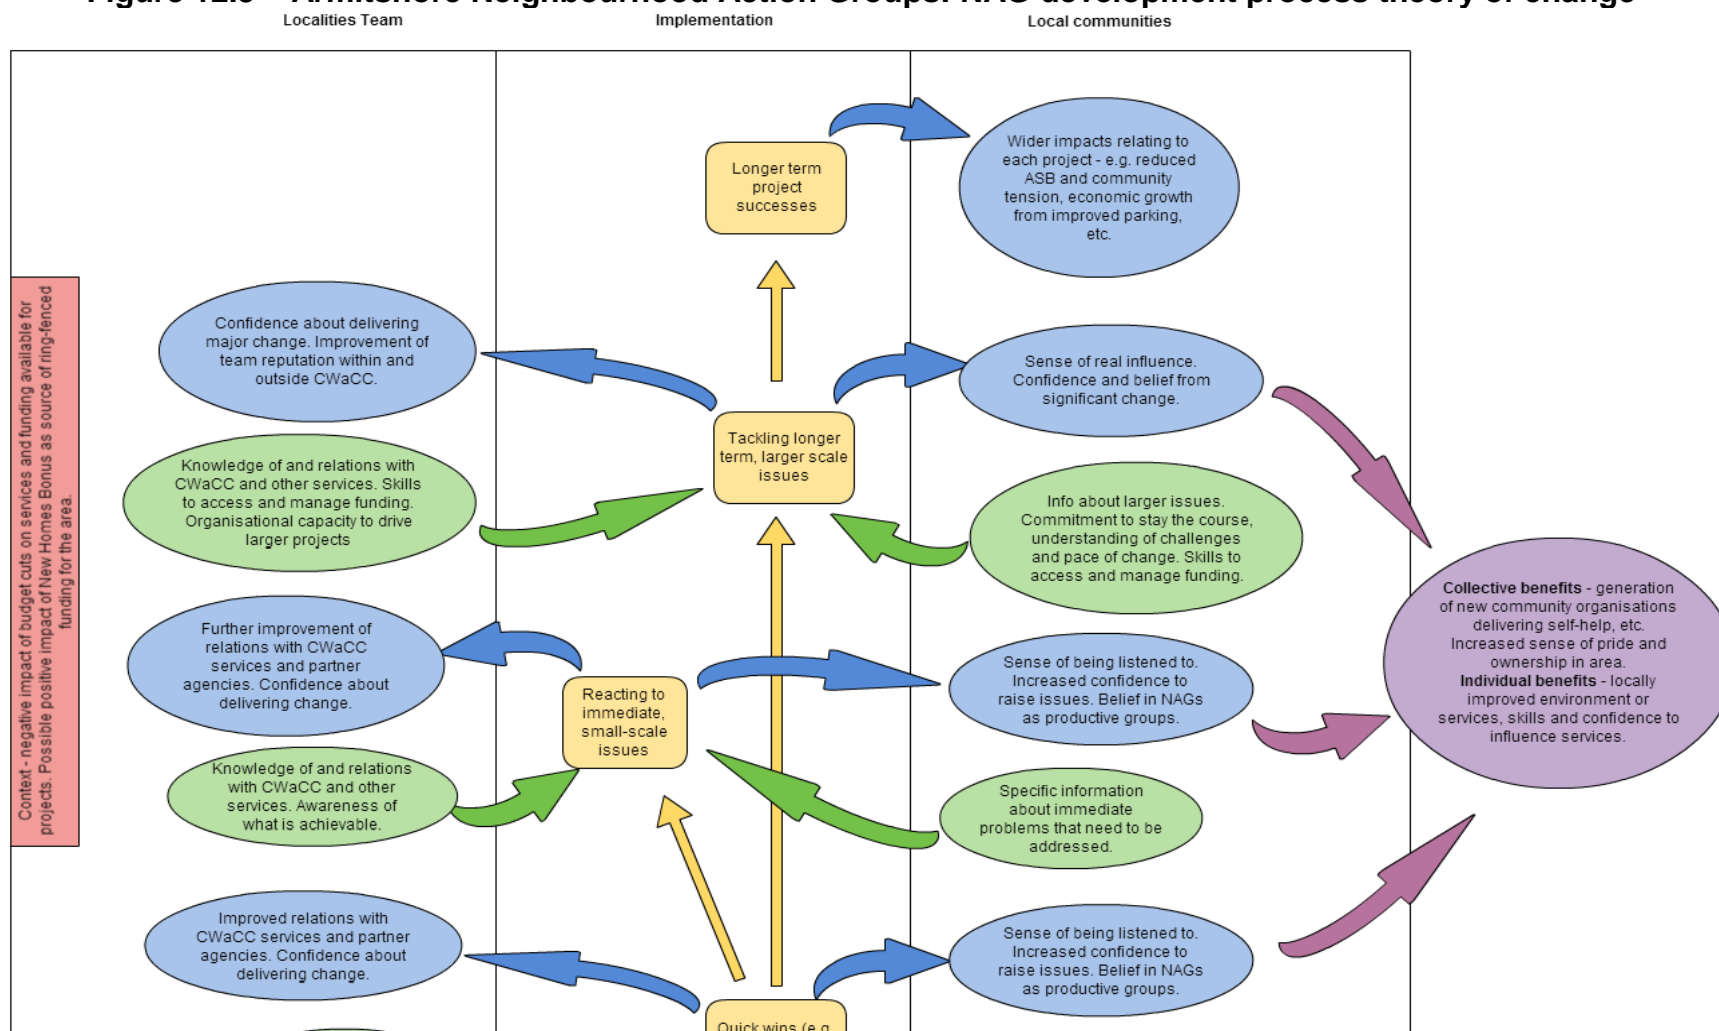 Localities Team
Implementation
Local communities
Wider impacts relating to
each project - e.g. reduced
ASB and community
tension, economic growth
from improved parking,
etc.
Longer term
project
successes
Confidence about delivering
major change. Improvement of
team reputation within and
outside CWaCC.
Sense of real influence.
Confidence and belief from
significant change.
Tackling longer
term, larger scale
issues
Knowledge of and relations with
CWaCC and other services. Skills
to access and manage funding.
Organisational capacity to drive
larger projects
Info about larger issues.
Commitment to stay the course,
understanding of challenges
and pace of change. Skills to
access and manage funding.
Context - negative impact of budget cuts on services and funding available for
projects. Possible positive impact of New Homes Bonus as source of ring-fenced
funding for the area.
Further improvement of
relations with CWaCC
services and partner
agencies. Confidence about
delivering change.
Reacting to
immediate,
small-scale
issues
Sense of being listened to.
Increased confidence to
raise issues. Belief in NAGs
as productive groups.
Collective benefits - generation
of new community organisations
delivering self-help, etc.
Increased sense of pride and
ownership in area.
Individual benefits - locally
improved environment or
services, skills and confidence to
influence services.
Knowledge of and relations
with CWaCC and other
services. Awareness of
what is achievable.
Specific information
about immediate
problems that need to be
addressed.
Improved relations with
CWaCC services and partner
agencies. Confidence about
delivering change.
Sense of being listened to.
Increased confidence to
raise issues. Belief in NAGs
as productive groups.
Quick wins (e.g.